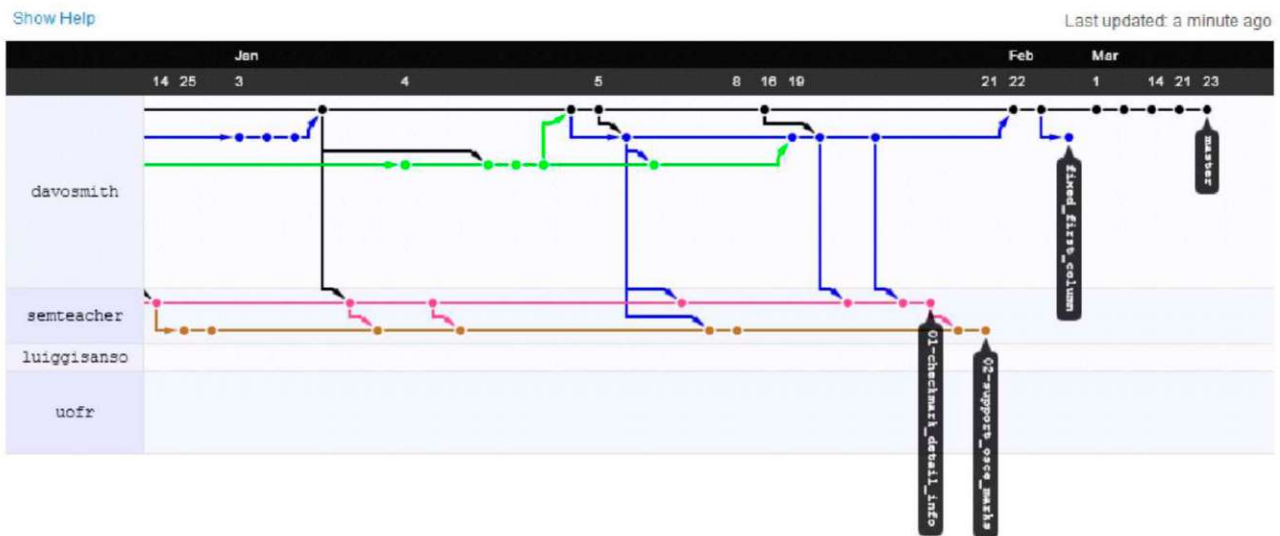 Show Help
Last updated: a minute ago
Jan Feb Mar
14 25 3 4 5 8 16 19 21 22 1 14 21 23
davosmith
master
fixed_first_column
semteacher
01-checkmark_detail_info
02-support_osce_marks
luiggisanso
uofr